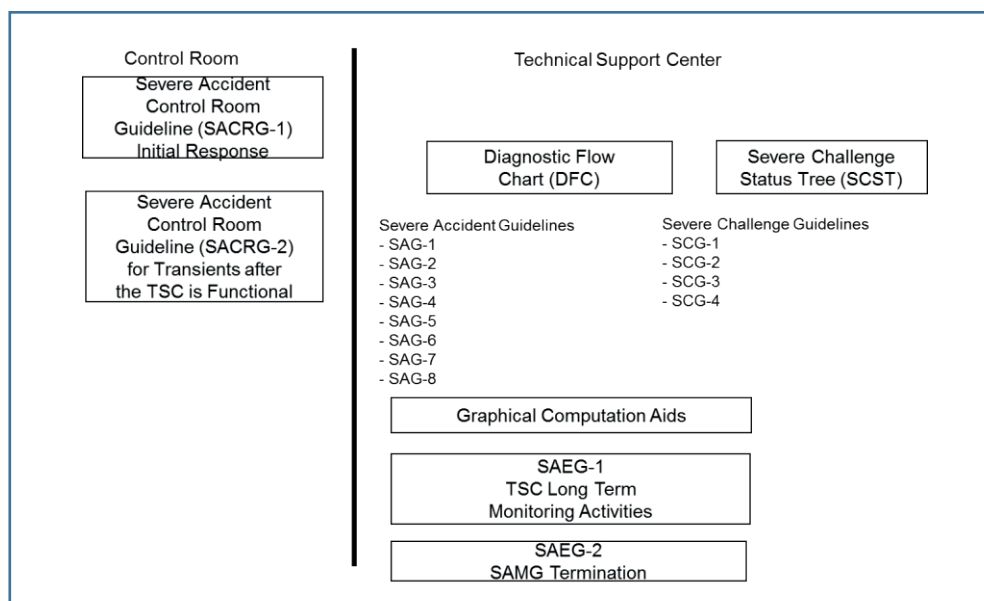 Control Room
Severe Accident
Control Room
Guideline (SACRG-1)
Initial Response
Severe Accident
Control Room
Guideline (SACRG-2)
for Transients after
the TSC is Functional
Technical Support Center
Diagnostic Flow
Chart (DFC)
Severe Challenge
Status Tree (SCST)
Severe Accident Guidelines
- SAG-1
- SAG-2
- SAG-3
- SAG-4
- SAG-5
- SAG-6
- SAG-7
- SAG-8
Severe Challenge Guidelines
- SCG-1
- SCG-2
- SCG-3
- SCG-4
Graphical Computation Aids
SAEG-1
TSC Long Term
Monitoring Activities
SAEG-2
SAMG Termination